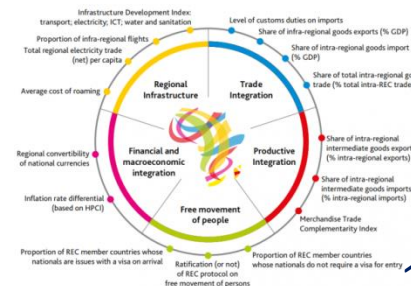 Infrastructure Development Index:
transport; electricity; ICT; water and sanitation
Proportion of infra-regional flights
Total regional electricity trade
(net) per capita
Average cost of roaming
Regional convertibility
of national currencies
Inflation rate differential
(based on HPCI)
Proportion of REC member countries whose
nationals are issues with a visa on arrival
Ratification (or not)
of REC protocol on
free movement of persons
Proportion of REC member countries
whose nationals do not require a visa for entry
Level of customs duties on imports
Share of infra-regional goods exports (% GDP)
Share of intra-regional goods import
(% GDP)
Share of total intra-regional go
trade (% total intra-REC trade
Share of intra-regional
intermediate goods export
(% intra-regional exports)
Share of intra-regional
intermediate goods imports
(% intra-regional imports)
Merchandise Trade
Complementarity Index
Regional
Infrastructure
Trade
Integration
Financial and
macroeconomic
integration
Productive
Integration
Free movement
of people